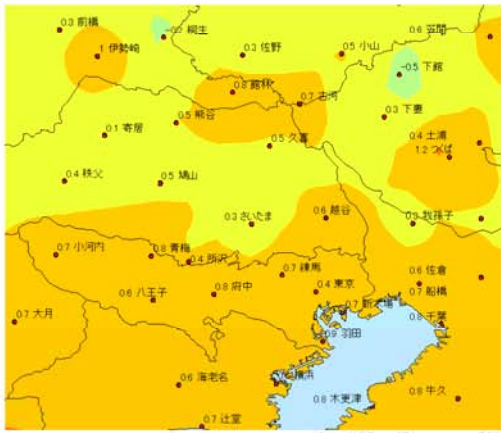 0.3 前橋
-0.2 桐生
0.6 笠間
1 伊勢崎
0.3 佐野
0.5 小山
-0.5 下館
0.8 館林
0.7 古河
0.5 熊谷
0.3 下妻
0.1 寄居
0.5 久喜
0.4 土浦
1.2 つくば
0.4 秩父
0.5 鳩山
0.3 さいたま
0.6 越谷
0.3 我孫子
0.7 小河内
0.8 青梅
0.4 所沢
0.7 練馬
0.6 佐倉
0.6 八王子
0.8 府中
0.4 東京
0.7 船橋
0.7 大月
0.7 新木場
0.8 千葉
0.9 羽田
0.6 海老名
横浜
0.8 木更津
0.8 牛久
0.7 辻堂